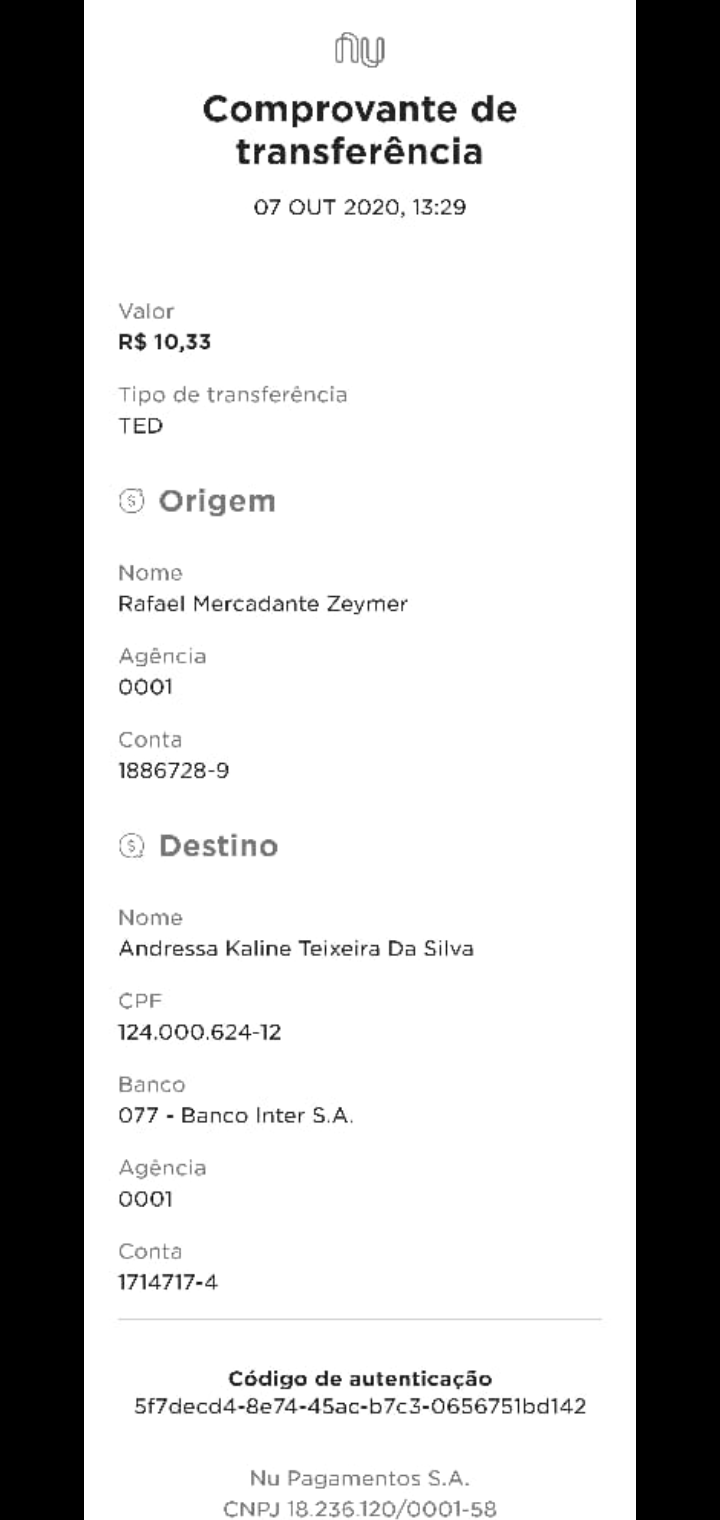 nu
Comprovante de
transferência
07 OUT 2020, 13:29
Valor
R$ 10,33
Tipo de transferência
TED
Origem
Nome
Rafael Mercadante Zeymer
Agência
0001
Conta
1886728-9
Destino
Nome
Andressa Kaline Teixeira Da Silva
CPF
124.000.624-12
Banco
077 - Banco Inter S.A.
Agência
0001
Conta
1714717-4
Código de autenticação
5f7decd4-8e74-45ac-b7c3-0656751bd142
Nu Pagamentos S.A.
CNPJ 18.236.120/0001-58